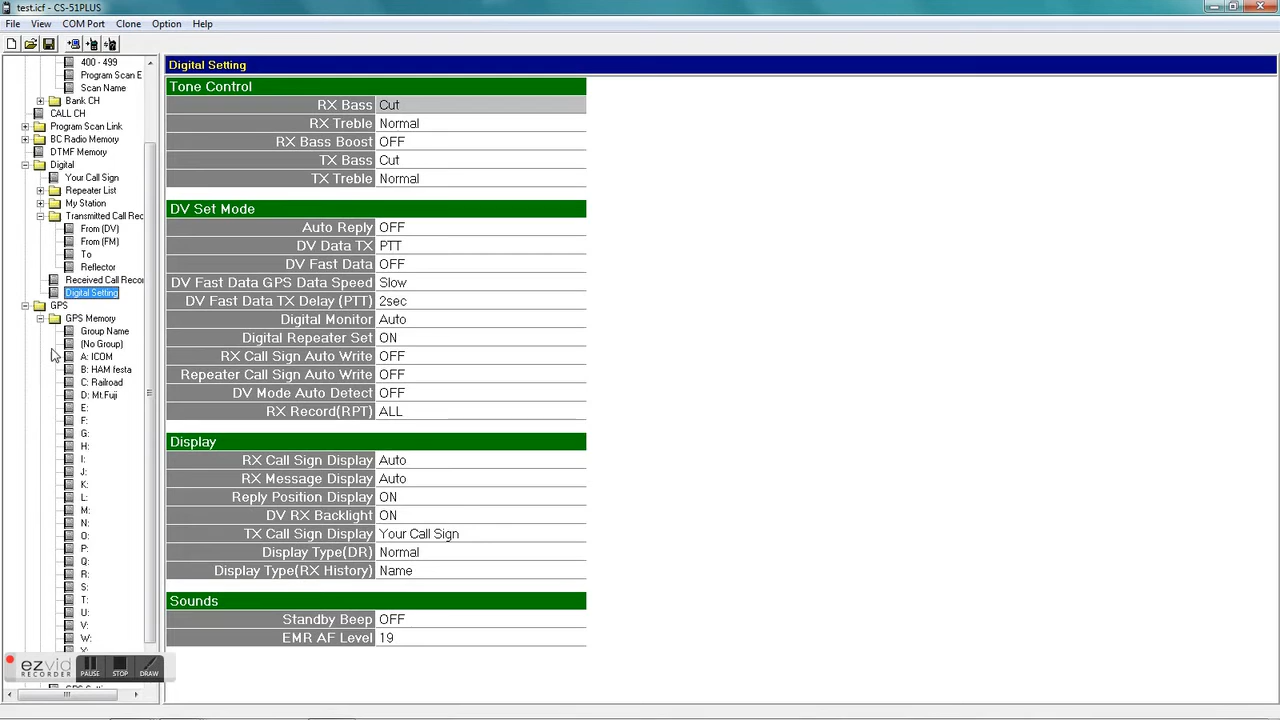 test.icf - CS-51PLUS
File View COM Port Clone Option Help
400 - 499
Program Scan E
Scan Name
Bank CH
CALL CH
Program Scan Link
BC Radio Memory
DTMF Memory
Digital
Your Call Sign
Repeater List
My Station
Transmitted Call Rec
From (DV)
From (FM)
To
Reflector
Received Call Recor
Digital Setting
GPS
GPS Memory
Group Name
(No Group)
A: ICOM
B: HAM festa
C: Railroad
D: Mt.Fuji
E:
F:
G:
H:
I:
J:
K:
L:
M:
N:
O:
P:
Q:
R:
S:
T:
U:
V:
W:
ezvid
RECORDER
PAUSE STOP DRAW
Digital Setting
Tone Control
RX Bass Cut
RX Treble Normal
RX Bass Boost OFF
TX Bass Cut
TX Treble Normal
DV Set Mode
Auto Reply OFF
DV Data TX PTT
DV Fast Data OFF
DV Fast Data GPS Data Speed Slow
DV Fast Data TX Delay (PTT) 2sec
Digital Monitor Auto
Digital Repeater Set ON
RX Call Sign Auto Write OFF
Repeater Call Sign Auto Write OFF
DV Mode Auto Detect OFF
RX Record(RPT) ALL
Display
RX Call Sign Display Auto
RX Message Display Auto
Reply Position Display ON
DV RX Backlight ON
TX Call Sign Display Your Call Sign
Display Type(DR) Normal
Display Type(RX History) Name
Sounds
Standby Beep OFF
EMR AF Level 19